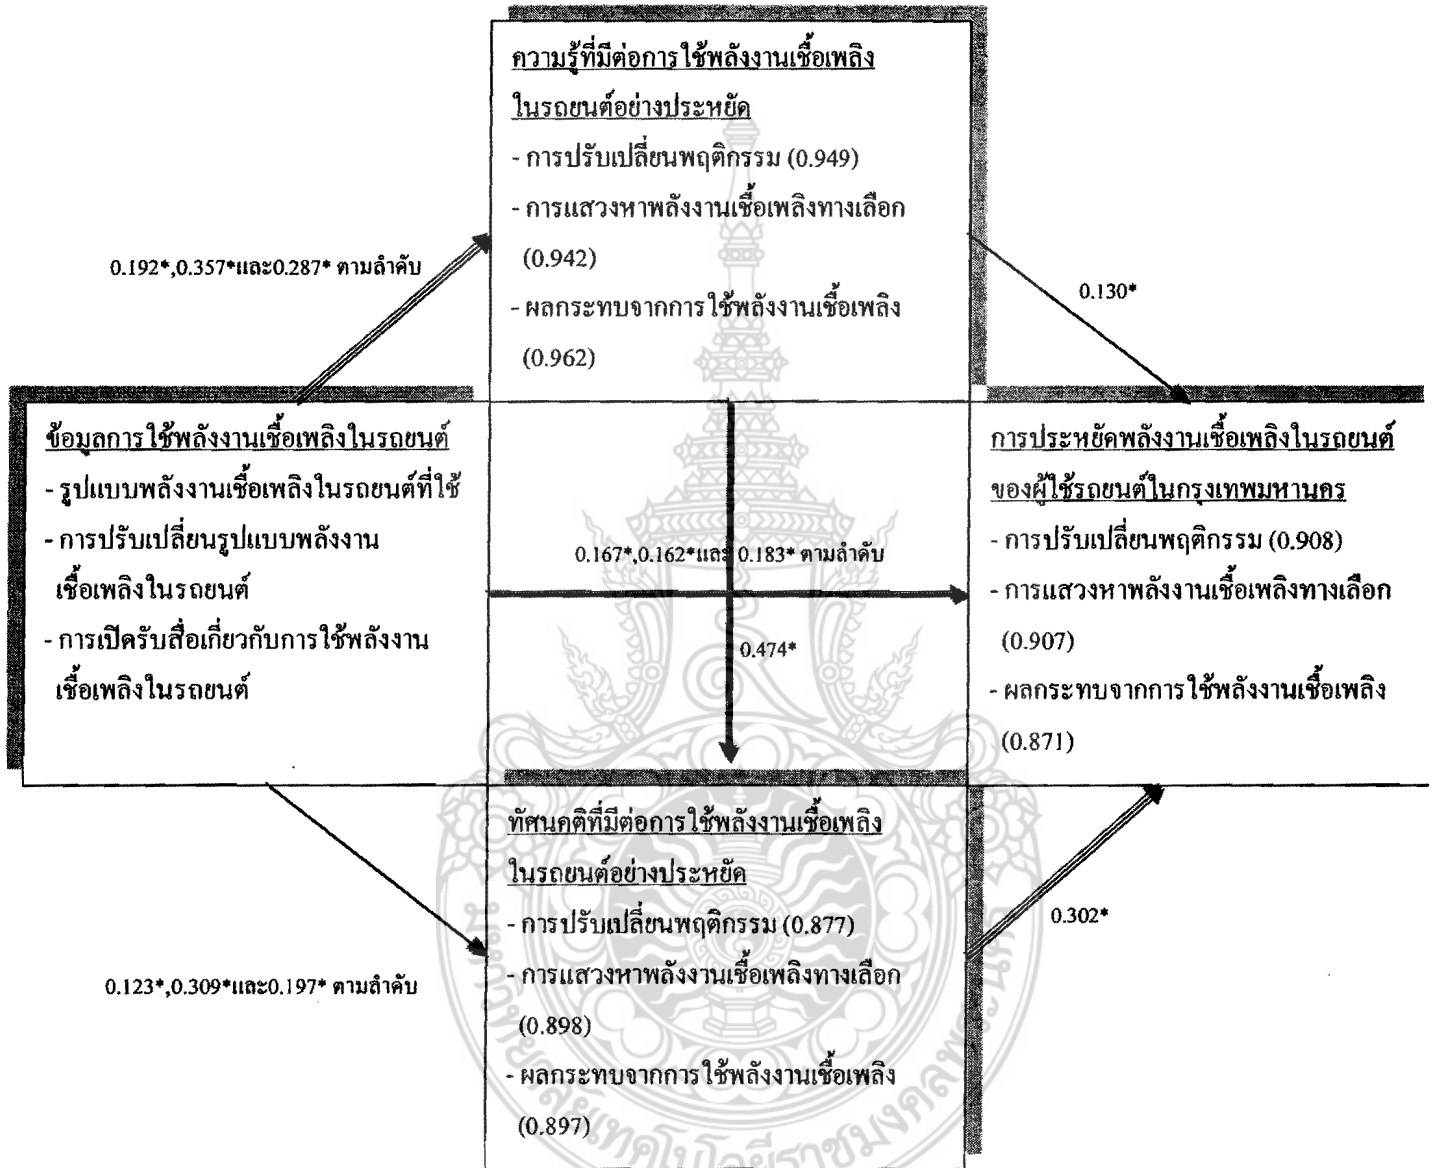 ความรู้ที่มีต่อการใช้พลังงานเชื้อเพลิง
ในรถยนต์อย่างประหยัด
- การปรับเปลี่ยนพฤติกรรม (0.949)
- การแสวงหาพลังงานเชื้อเพลิงทางเลือก
(0.942)
- ผลกระทบจากการใช้พลังงานเชื้อเพลิง
(0.962)
0.192*,0.357*และ0.287* ตามลำดับ
0.130*
ข้อมูลการใช้พลังงานเชื้อเพลิงในรถยนต์
- รูปแบบพลังงานเชื้อเพลิงในรถยนต์ที่ใช้
- การปรับเปลี่ยนรูปแบบพลังงาน
เชื้อเพลิงในรถยนต์
- การเปิดรับสื่อเกี่ยวกับการใช้พลังงาน
เชื้อเพลิงในรถยนต์
0.167*,0.162*และ 0.183* ตามลำดับ
0.474*
การประหยัดพลังงานเชื้อเพลิงในรถยนต์
ของผู้ใช้รถยนต์ในกรุงเทพมหานคร
- การปรับเปลี่ยนพฤติกรรม (0.908)
- การแสวงหาพลังงานเชื้อเพลิงทางเลือก
(0.907)
- ผลกระทบจากการใช้พลังงานเชื้อเพลิง
(0.871)
0.123*,0.309*และ0.197* ตามลำดับ
ทัศนคติที่มีต่อการใช้พลังงานเชื้อเพลิง
ในรถยนต์อย่างประหยัด
- การปรับเปลี่ยนพฤติกรรม (0.877)
- การแสวงหาพลังงานเชื้อเพลิงทางเลือก
(0.898)
- ผลกระทบจากการใช้พลังงานเชื้อเพลิง
(0.897)
0.302*